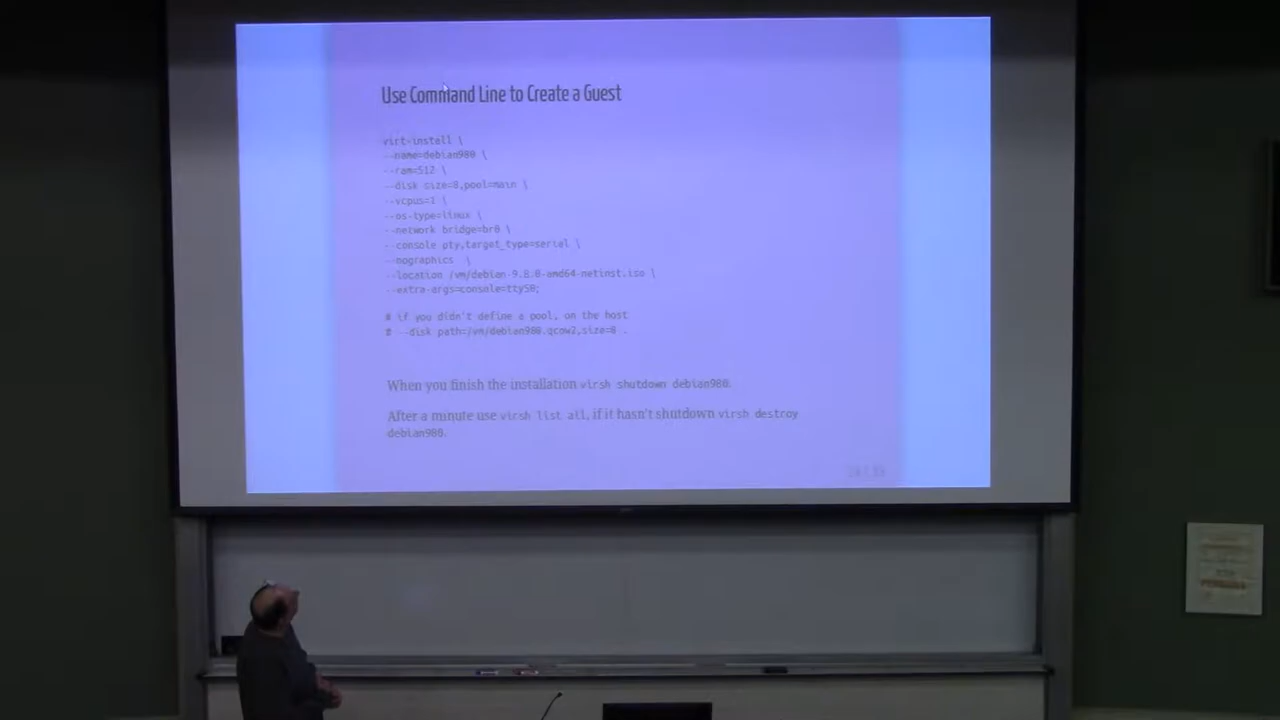 Use Command Line to Create a Guest
virt-install \
--name=debian980 \
--ram=512 \
--disk size=8,pool=main \
--vcpus=1 \
--os-type=linux \
--network bridge=br0 \
--console pty,target_type=serial \
--nographics \
--location /vm/debian-9.8.0-amd64-netinst.iso \
--extra-args=console=ttyS0;
# if you didn't define a pool, on the host
# --disk path=/vm/debian980.qcow2,size=8 .
When you finish the installation virsh shutdown debian980.
After a minute use virsh list all, if it hasn't shutdown virsh destroy
debian980.